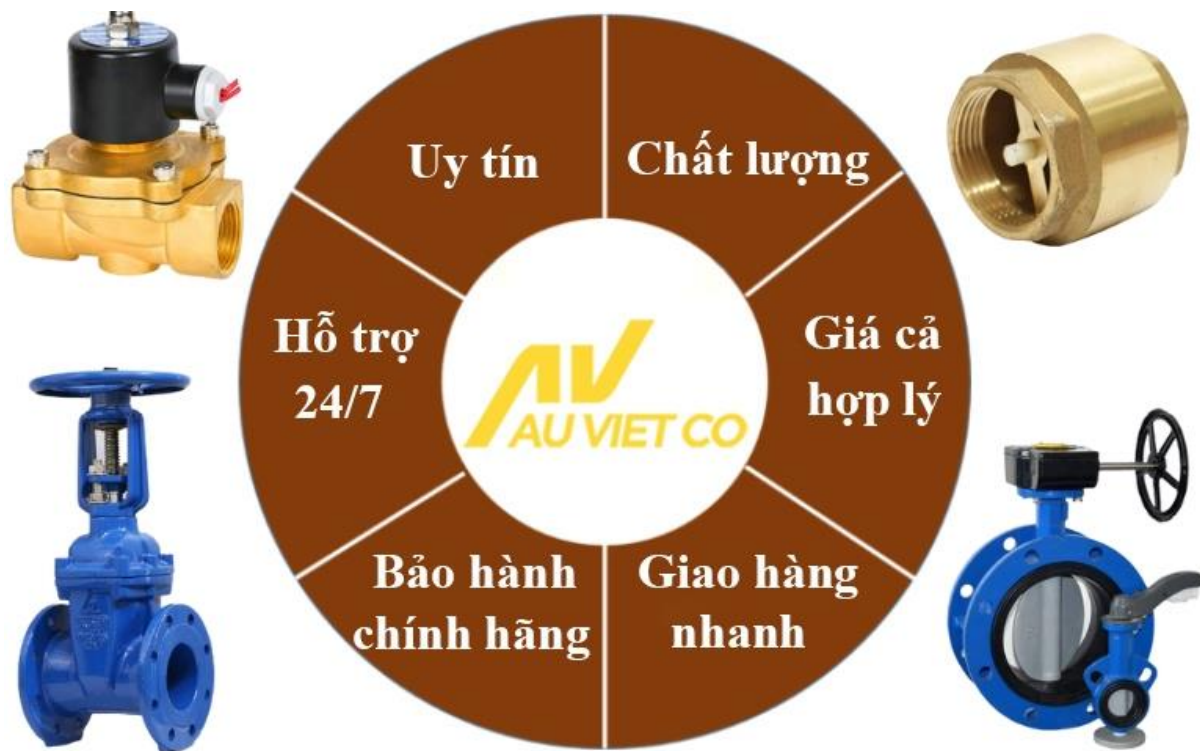 Uy tín
Chất lượng
Hỗ trợ
24/7
Giá cả
hợp lý
AV
AU VIET CO
Bảo hành
chính hãng
Giao hàng
nhanh